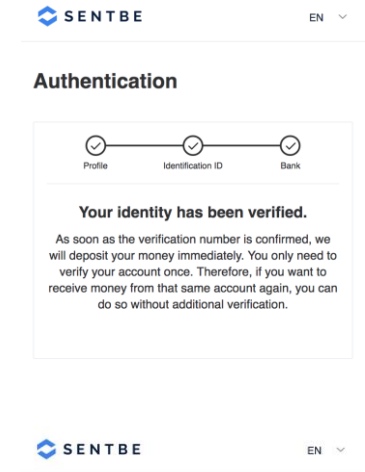 SENTBE EN
Authentication
Profile Identification ID Bank
Your identity has been verified.
As soon as the verification number is confirmed, we
will deposit your money immediately. You only need to
verify your account once. Therefore, if you want to
receive money from that same account again, you can
do so without additional verification.
SENTBE EN